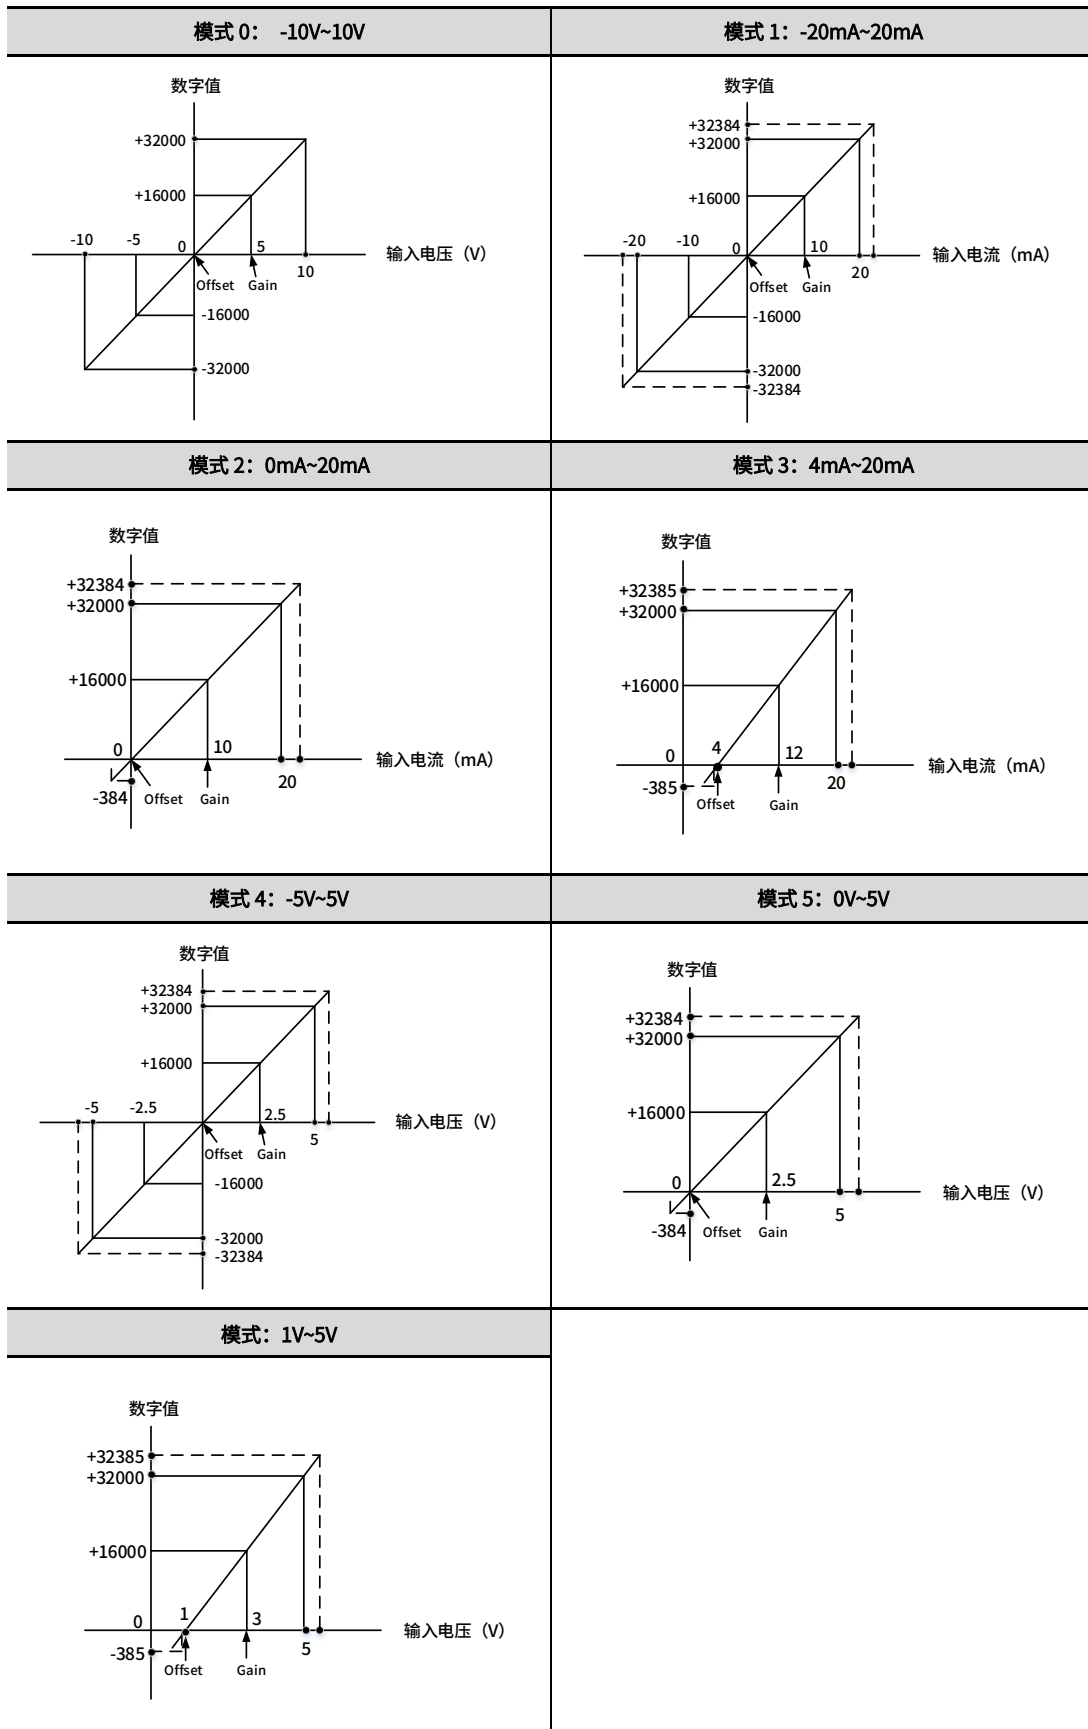 模式 0： -10V~10V
模式 1：-20mA~20mA
数字值
+32000
+16000
-10
-5
0
5
10
输入电压（V）
Offset
Gain
-16000
-32000
数字值
+32384
+32000
+16000
-20
-10
0
10
20
输入电流（mA）
Offset
Gain
-16000
-32000
-32384
模式 2：0mA~20mA
模式 3：4mA~20mA
数字值
+32384
+32000
+16000
0
10
20
输入电流（mA）
-384
Offset
Gain
数字值
+32385
+32000
+16000
0
4
12
20
输入电流（mA）
-385
Offset
Gain
模式 4：-5V~5V
模式 5：0V~5V
数字值
+32384
+32000
+16000
-5
-2.5
2.5
5
输入电压（V）
Offset
Gain
-16000
-32000
-32384
数字值
+32384
+32000
+16000
0
2.5
5
输入电压（V）
-384
Offset
Gain
模式：1V~5V
数字值
+32385
+32000
+16000
0
1
3
5
输入电压（V）
-385
Offset
Gain